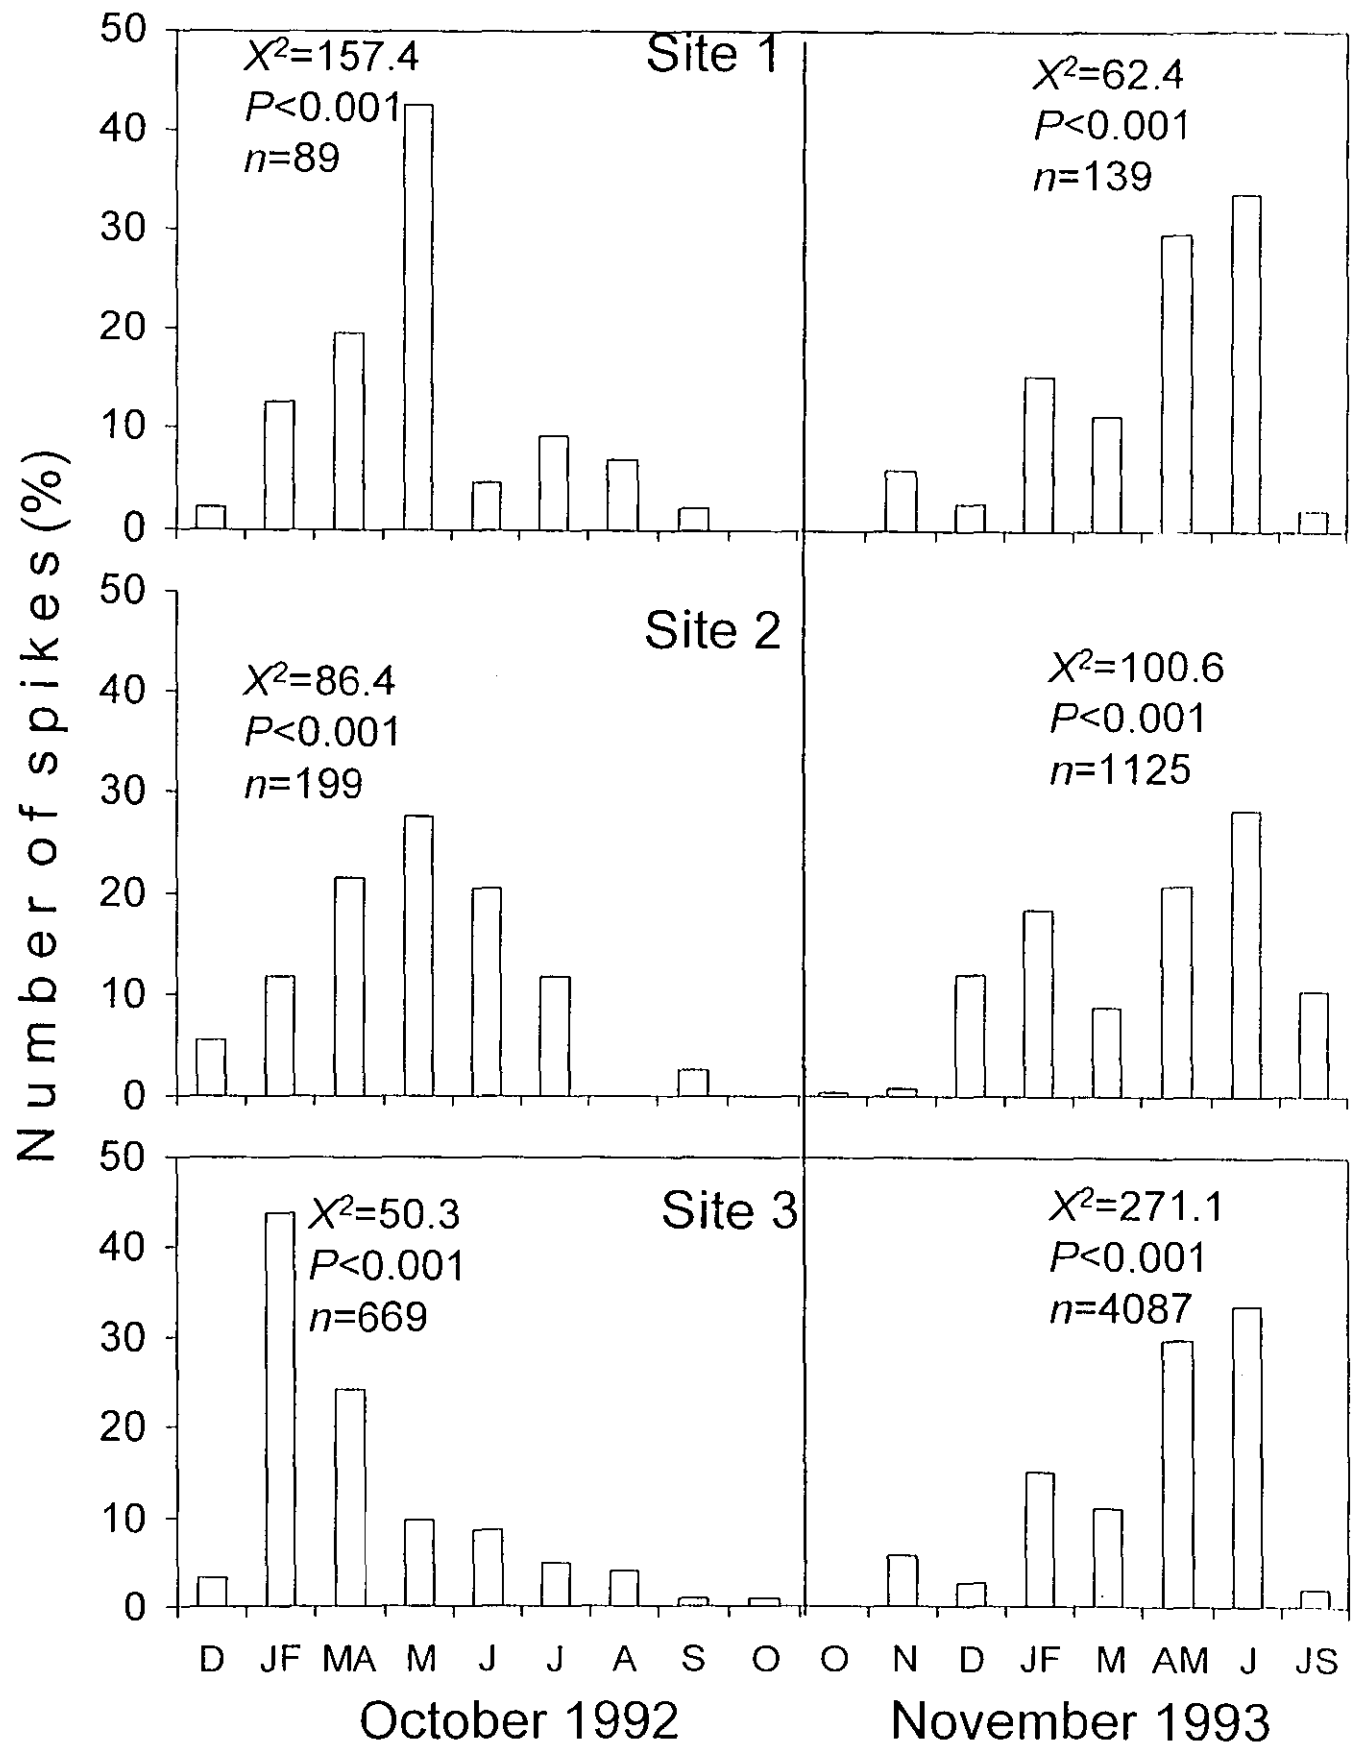 Number of spikes (%)
50
40
30
20
10
0
X²=157.4
P<0.001
n=89
Site 1
X²=62.4
P<0.001
n=139
50
40
30
20
10
0
X²=86.4
P<0.001
n=199
Site 2
X²=100.6
P<0.001
n=1125
50
40
30
20
10
0
X²=50.3
P<0.001
n=669
Site 3
X²=271.1
P<0.001
n=4087
D JF MA M J J A S O O N D JF M AM J JS
October 1992 November 1993